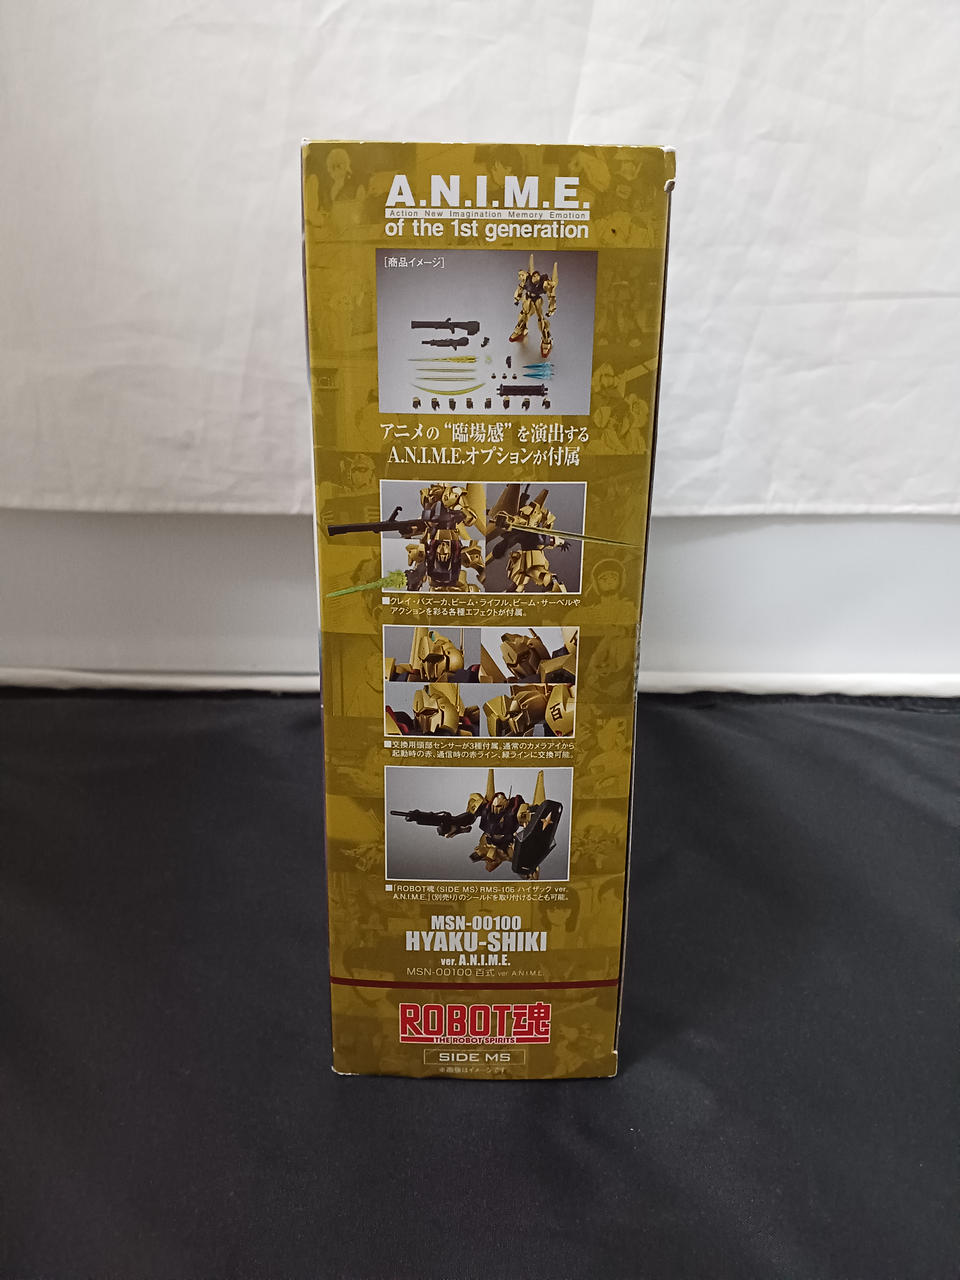 A.N.I.M.E.
Action New Imagination Memory Emotion
of the 1st generation
[商品イメージ]
アニメの“臨場感”を演出する
A.N.I.M.E.オプションが付属
■クレイ・バズーカ、ビーム・ライフル、ビーム・サーベルや
アクションを彩る各種エフェクトが付属。
百
■交換用頭部センサーが3種付属。通常のカメラアイから
起動時の赤、通信時の赤ライン、緑ラインに交換可能。
■「ROBOT魂〈SIDE MS〉RMS-106 ハイザック ver.
A.N.I.M.E.」(別売り)のシールドを取り付けることも可能。
MSN-00100
HYAKU-SHIKI
ver. A.N.I.M.E.
MSN-00100 百式 ver. A.N.I.M.E.
ROBOT魂
THE ROBOT SPIRITS
SIDE MS
※画像はイメージです